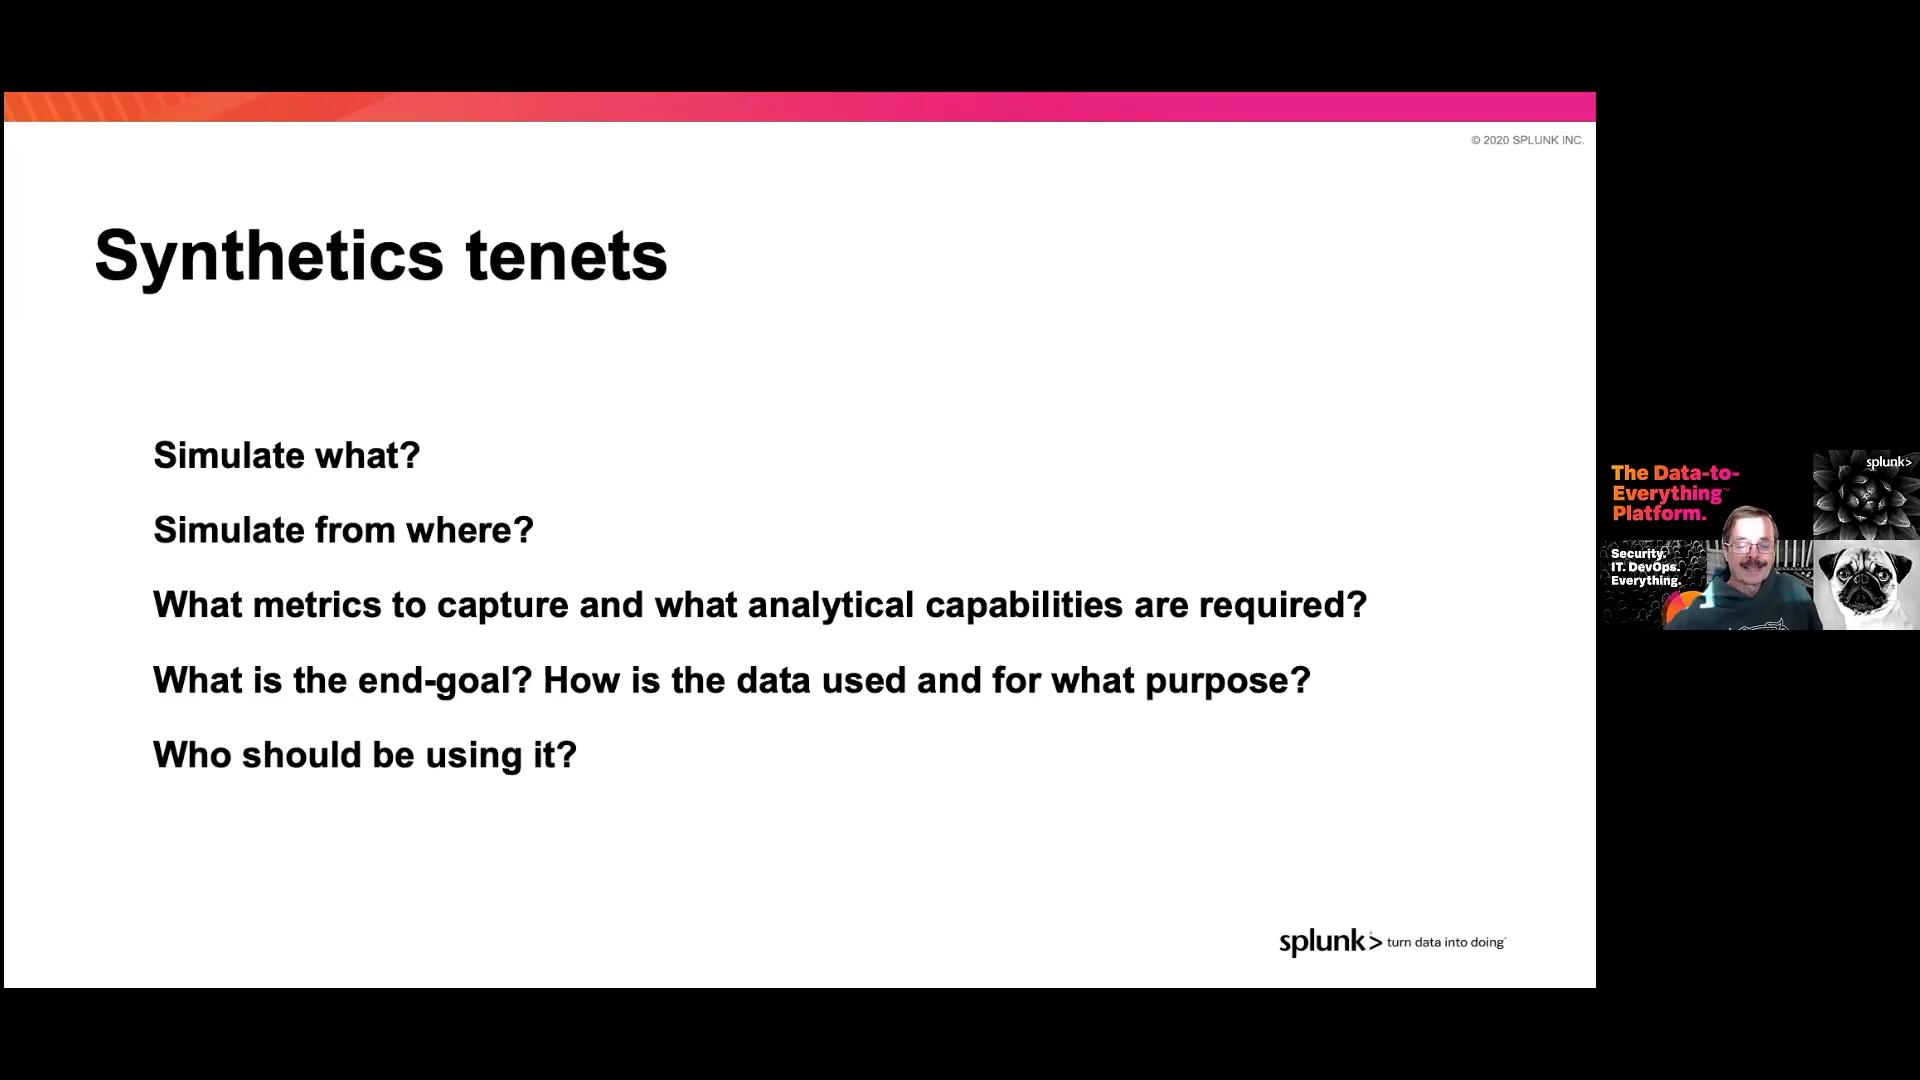 © 2020 SPLUNK INC.
Synthetics tenets
Simulate what?
Simulate from where?
What metrics to capture and what analytical capabilities are required?
What is the end-goal? How is the data used and for what purpose?
Who should be using it?
splunk> turn data into doing™
The Data-to-
Everything™
Platform.
splunk>
Security.
IT. DevOps.
Everything.